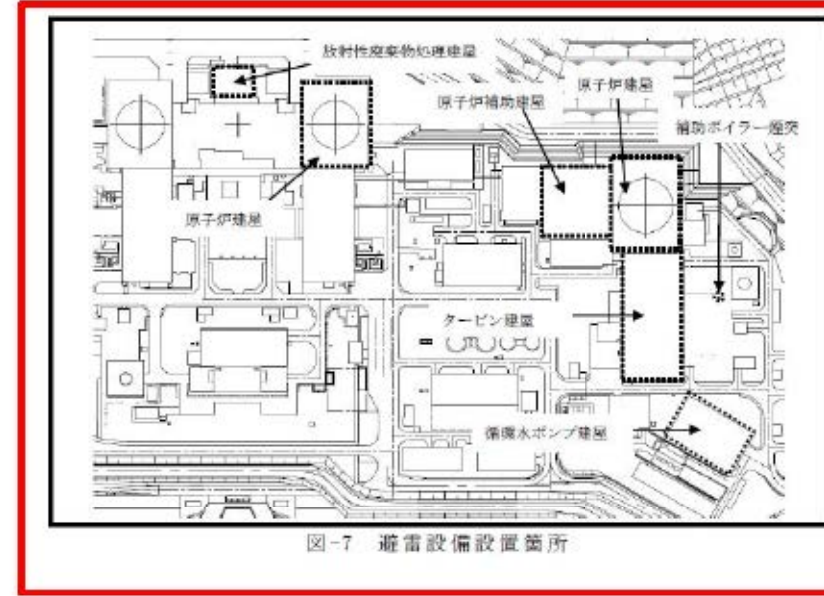 放射性廃棄物処理建屋
原子炉建屋
原子炉補助建屋
補助ボイラー煙突
原子炉建屋
タービン建屋
循環水ポンプ建屋
図-7 避雷設備設置箇所